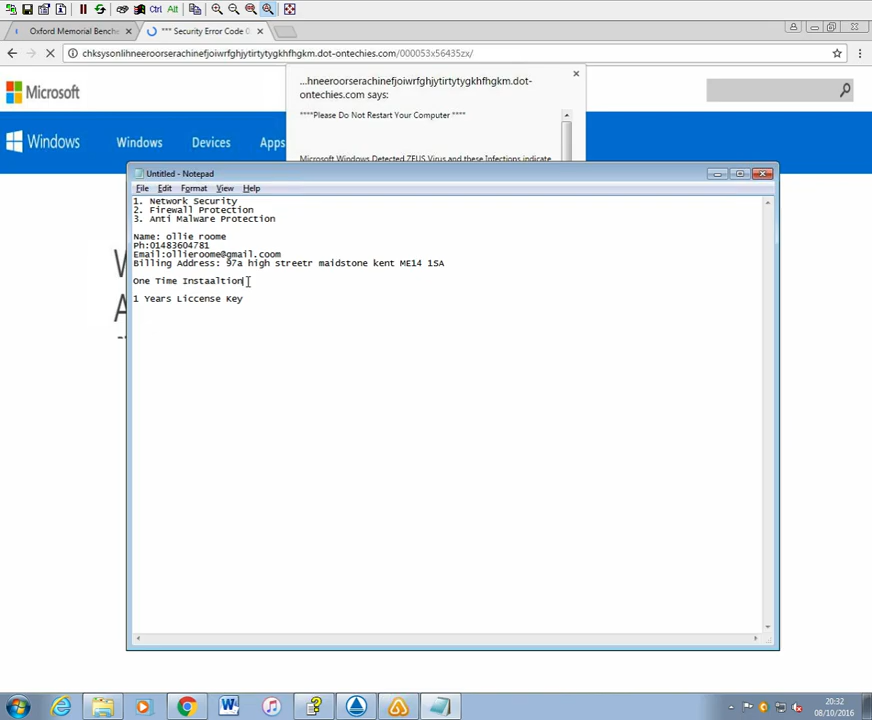 Ctrl Alt
Oxford Memorial Benche
*** Security Error Code 0
chksysonlihneeroorserachinefjoiwrfghjytirtytygkhfhgkm.dot-ontechies.com/000053x56435zx/
Microsoft
...hneeroorserachinefjoiwrfghjytirtytygkhfhgkm.dot-
ontechies.com says:
****Please Do Not Restart Your Computer ****
Windows Windows Devices Apps
Microsoft Windows Detected ZEUS Virus and these Infections indicate
Untitled - Notepad
File Edit Format View Help
1. Network Security
2. Firewall Protection
3. Anti Malware Protection
Name: ollie roome
Ph:01483604781
Email:ollieroome@gmail.coom
Billing Address: 97a high streetr maidstone kent ME14 1SA
One Time Instaaltion
1 Years Liccense Key
20:32
08/10/2016